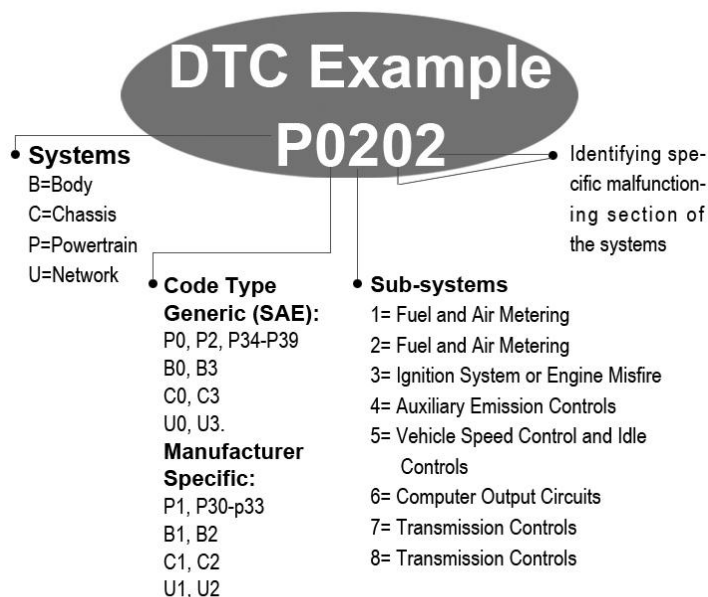 DTC Example
P0202
Systems
B=Body
C=Chassis
P=Powertrain
U=Network
Code Type
Generic (SAE):
P0, P2, P34-P39
B0, B3
C0, C3
U0, U3.
Manufacturer
Specific:
P1, P30-p33
B1, B2
C1, C2
U1, U2
Sub-systems
1= Fuel and Air Metering
2= Fuel and Air Metering
3= Ignition System or Engine Misfire
4= Auxiliary Emission Controls
5= Vehicle Speed Control and Idle
Controls
6= Computer Output Circuits
7= Transmission Controls
8= Transmission Controls
Identifying spe-
cific malfunction-
ing section of
the systems